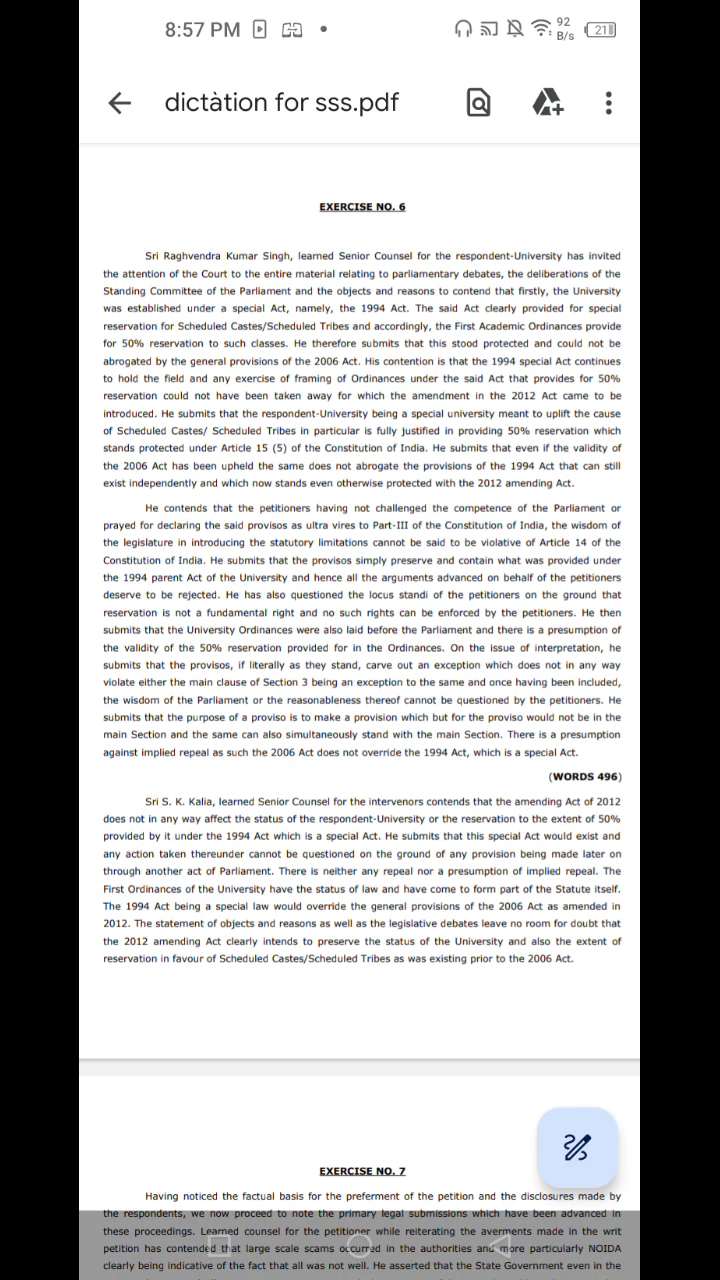 8:57 PM
92
B/s
21
dictàtion for sss.pdf
EXERCISE NO. 6
Sri Raghvendra Kumar Singh, learned Senior Counsel for the respondent-University has invited
the attention of the Court to the entire material relating to parliamentary debates, the deliberations of the
Standing Committee of the Parliament and the objects and reasons to contend that firstly, the University
was established under a special Act, namely, the 1994 Act. The said Act clearly provided for special
reservation for Scheduled Castes/Scheduled Tribes and accordingly, the First Academic Ordinances provide
for 50% reservation to such classes. He therefore submits that this stood protected and could not be
abrogated by the general provisions of the 2006 Act. His contention is that the 1994 special Act continues
to hold the field and any exercise of framing of Ordinances under the said Act that provides for 50%
reservation could not have been taken away for which the amendment in the 2012 Act came to be
introduced. He submits that the respondent-University being a special university meant to uplift the cause
of Scheduled Castes/ Scheduled Tribes in particular is fully justified in providing 50% reservation which
stands protected under Article 15 (5) of the Constitution of India. He submits that even if the validity of
the 2006 Act has been upheld the same does not abrogate the provisions of the 1994 Act that can still
exist independently and which now stands even otherwise protected with the 2012 amending Act.
He contends that the petitioners having not challenged the competence of the Parliament or
prayed for declaring the said provisos as ultra vires to Part-III of the Constitution of India, the wisdom of
the legislature in introducing the statutory limitations cannot be said to be violative of Article 14 of the
Constitution of India. He submits that the provisos simply preserve and contain what was provided under
the 1994 parent Act of the University and hence all the arguments advanced on behalf of the petitioners
deserve to be rejected. He has also questioned the locus standi of the petitioners on the ground that
reservation is not a fundamental right and no such rights can be enforced by the petitioners. He then
submits that the University Ordinances were also laid before the Parliament and there is a presumption of
the validity of the 50% reservation provided for in the Ordinances. On the issue of interpretation, he
submits that the provisos, if literally as they stand, carve out an exception which does not in any way
violate either the main clause of Section 3 being an exception to the same and once having been included,
the wisdom of the Parliament or the reasonableness thereof cannot be questioned by the petitioners. He
submits that the purpose of a proviso is to make a provision which but for the proviso would not be in the
main Section and the same can also simultaneously stand with the main Section. There is a presumption
against implied repeal as such the 2006 Act does not override the 1994 Act, which is a special Act.
(WORDS 496)
Sri S. K. Kalia, learned Senior Counsel for the intervenors contends that the amending Act of 2012
does not in any way affect the status of the respondent-University or the reservation to the extent of 50%
provided by it under the 1994 Act which is a special Act. He submits that this special Act would exist and
any action taken thereunder cannot be questioned on the ground of any provision being made later on
through another act of Parliament. There is neither any repeal nor a presumption of implied repeal. The
First Ordinances of the University have the status of law and have come to form part of the Statute itself.
The 1994 Act being a special law would override the general provisions of the 2006 Act as amended in
2012. The statement of objects and reasons as well as the legislative debates leave no room for doubt that
the 2012 amending Act clearly intends to preserve the status of the University and also the extent of
reservation in favour of Scheduled Castes/Scheduled Tribes as was existing prior to the 2006 Act.
EXERCISE NO. 7
Having noticed the factual basis for the preferment of the petition and the disclosures made by
the respondents, we now proceed to note the primary legal submissions which have been advanced in
these proceedings. Learned counsel for the petitioner while reiterating the averments made in the writ
petition has contended that large scale scams occurred in the authorities and more particularly NOIDA
clearly being indicative of the fact that all was not well. He asserted that the State Government even in the